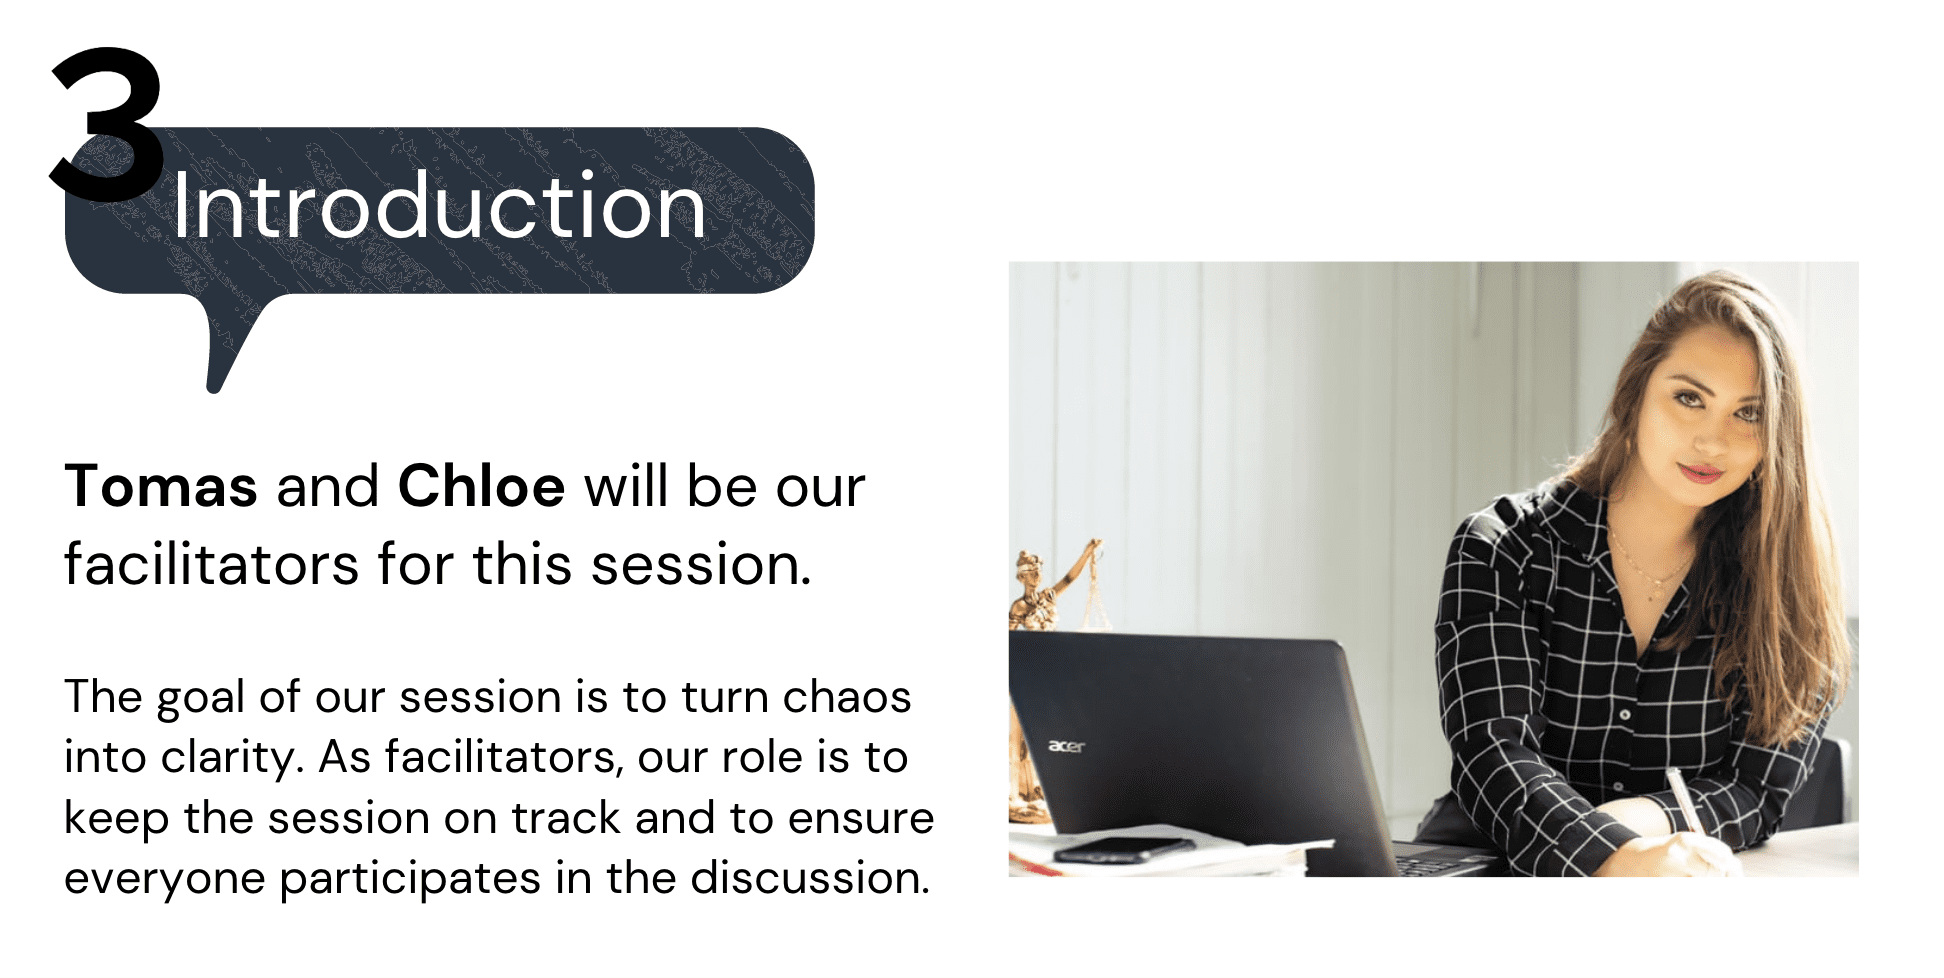 3
Introduction
Tomas and Chloe will be our
facilitators for this session.
The goal of our session is to turn chaos
into clarity. As facilitators, our role is to
keep the session on track and to ensure
everyone participates in the discussion.
acer